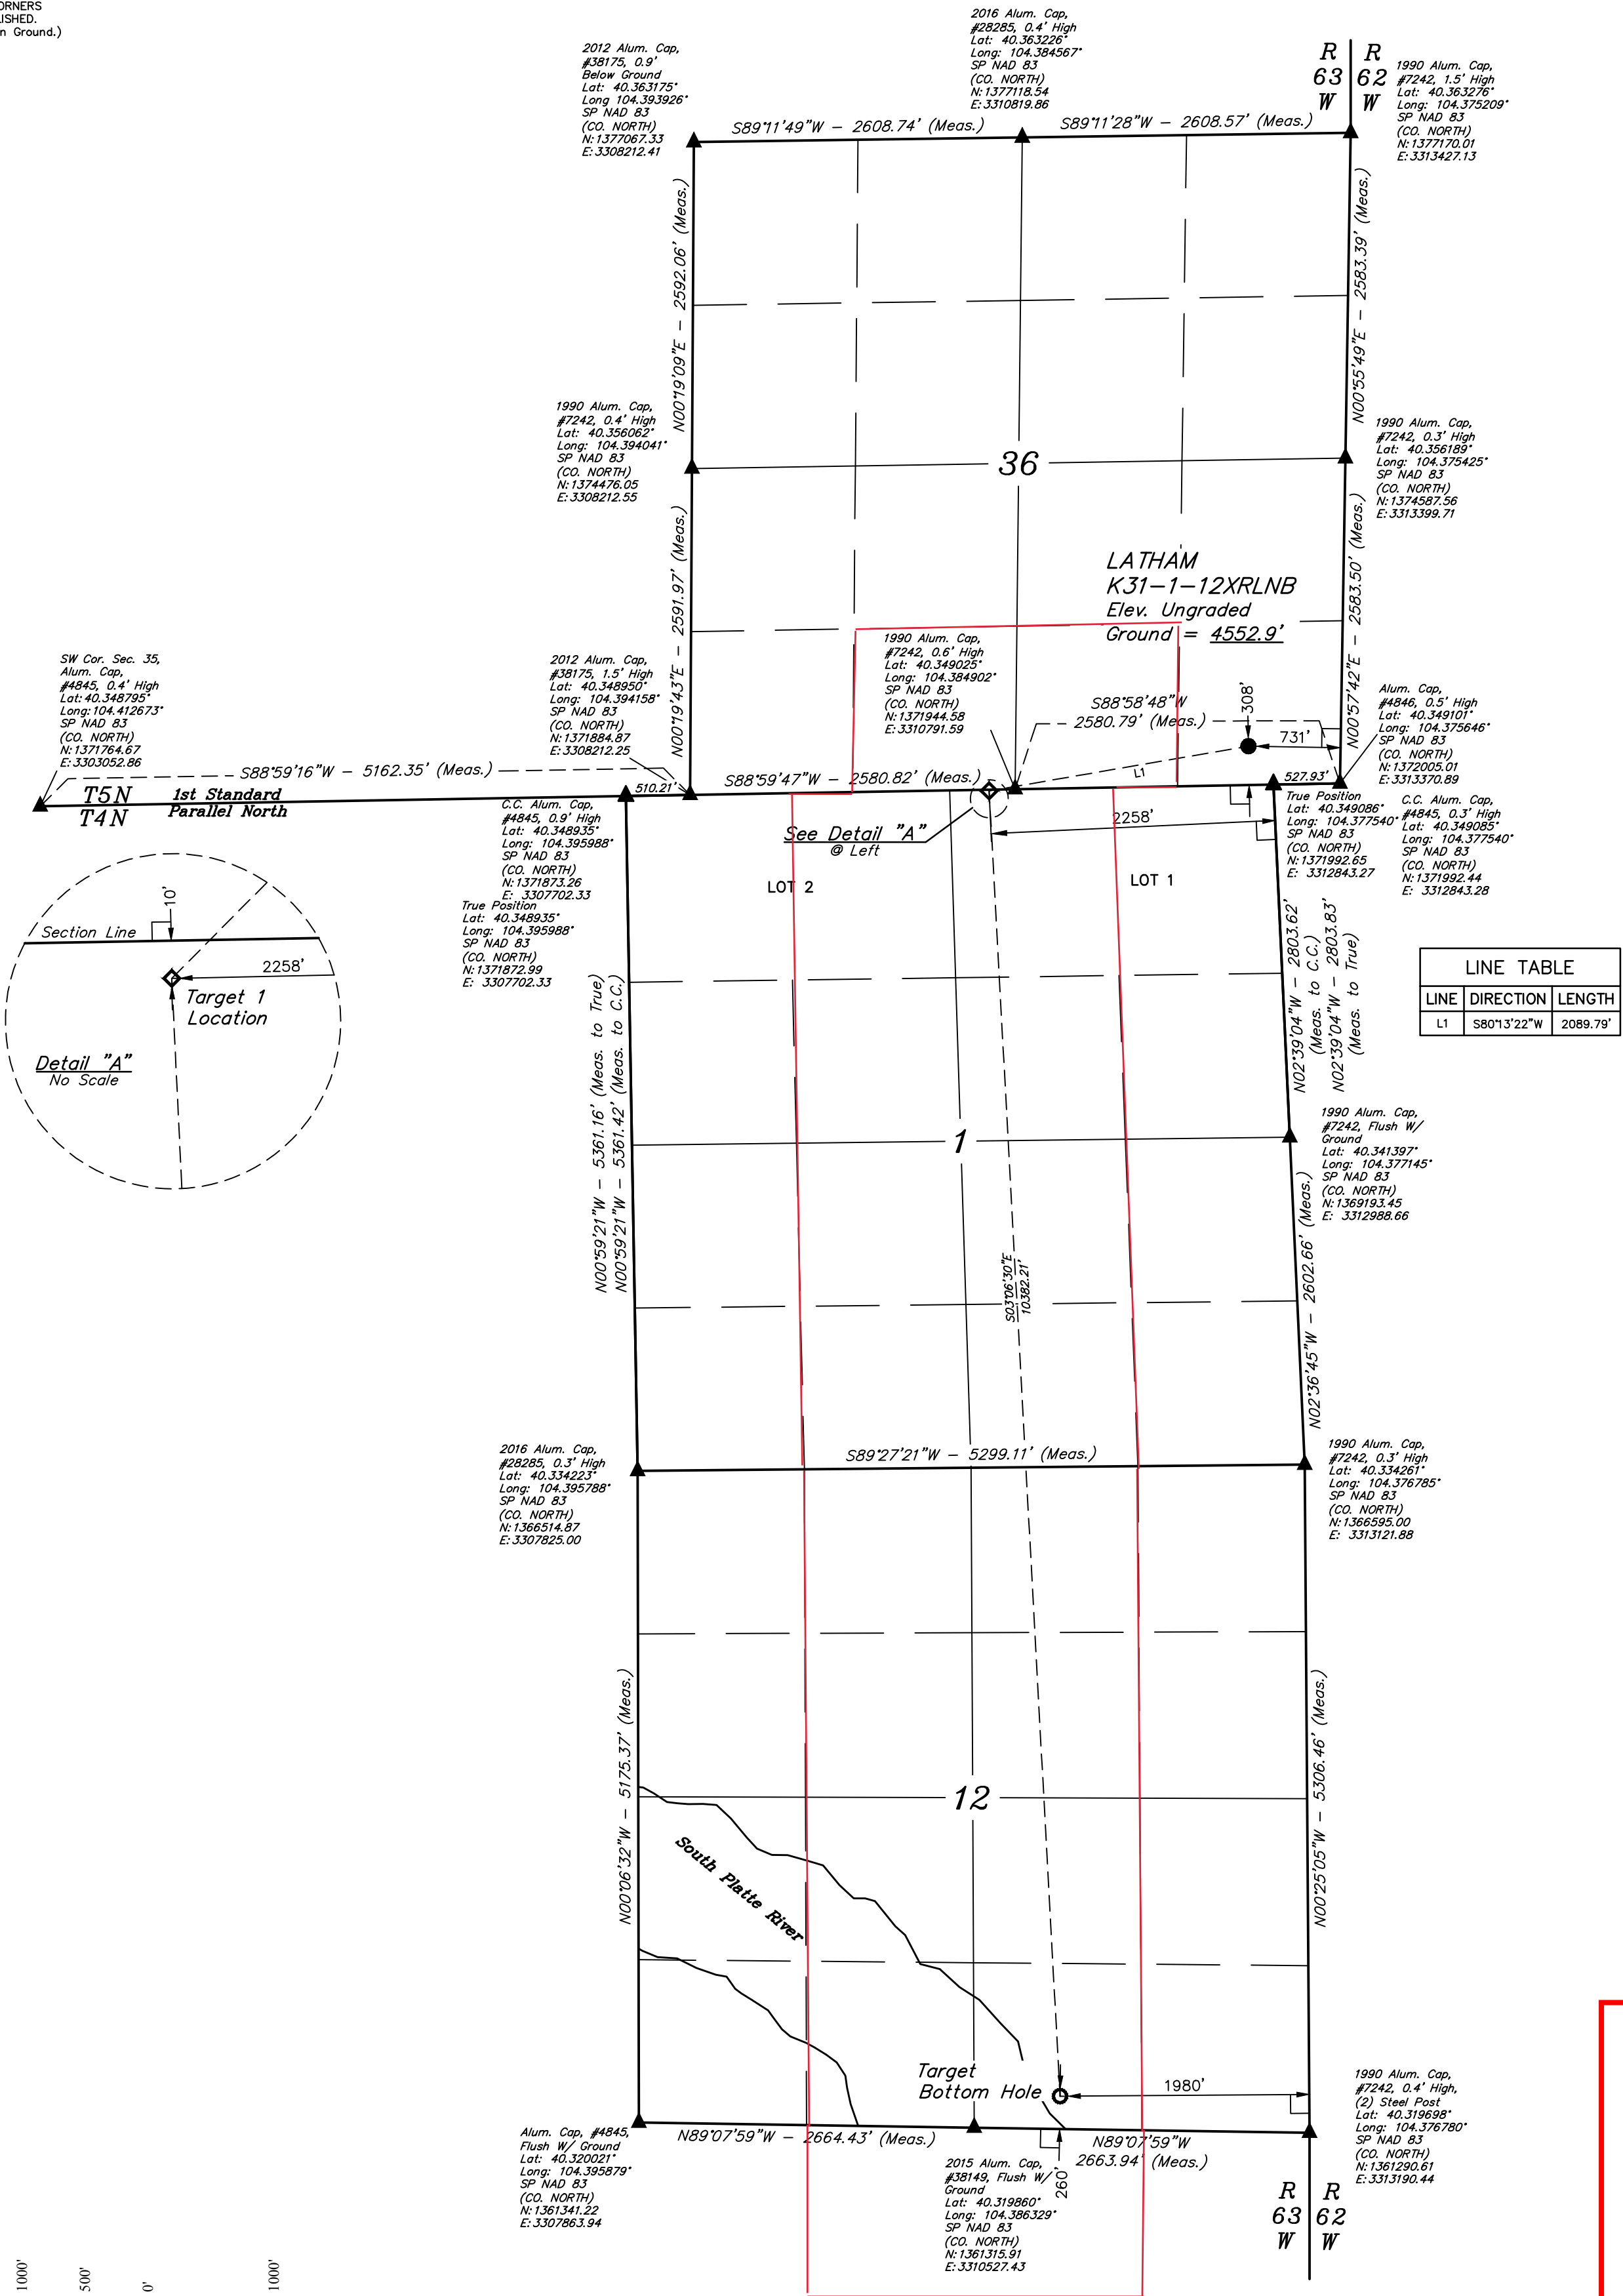 ORNERS
ISHED.
n Ground.)
2016 Alum. Cap,
#28285, 0.4' High
Lat: 40.363226°
Long: 104.384567°
SP NAD 83
(CO. NORTH)
N:1377118.54
E:3310819.86
2012 Alum. Cap,
#38175, 0.9'
Below Ground
Lat: 40.363175°
Long 104.393926°
SP NAD 83
(CO. NORTH)
N:1377067.33
E:3308212.41
R R
63 62
W W
1990 Alum. Cap,
#7242, 1.5' High
Lat: 40.363276°
Long: 104.375209°
SP NAD 83
(CO. NORTH)
N:1377170.01
E:3313427.13
S89°11'49"W - 2608.74' (Meas.)
S89°11'28"W - 2608.57' (Meas.)
N00°19'09"E - 2592.06' (Meas.)
N00°55'49"E - 2583.39' (Meas.)
1990 Alum. Cap,
#7242, 0.4' High
Lat: 40.356062°
Long: 104.394041°
SP NAD 83
(CO. NORTH)
N:1374476.05
E:3308212.55
36
1990 Alum. Cap,
#7242, 0.3' High
Lat: 40.356189°
Long: 104.375425°
SP NAD 83
(CO. NORTH)
N:1374587.56
E:3313399.71
N00°19'43"E - 2591.97' (Meas.)
N00°57'42"E - 2583.50' (Meas.)
LATHAM
K31-1-12XRLNB
Elev. Ungraded
Ground = 4552.9'
SW Cor. Sec. 35,
Alum. Cap,
#4845, 0.4' High
Lat: 40.348795°
Long: 104.412673°
SP NAD 83
(CO. NORTH)
N:1371764.67
E:3303052.86
2012 Alum. Cap,
#38175, 1.5' High
Lat: 40.348950°
Long: 104.394158°
SP NAD 83
(CO. NORTH)
N:1371884.87
E:3308212.25
1990 Alum. Cap,
#7242, 0.6' High
Lat: 40.349025°
Long: 104.384902°
SP NAD 83
(CO. NORTH)
N:1371944.58
E:3310791.59
S88°58'48"W
2580.79' (Meas.)
308'
731'
L1
Alum. Cap,
#4846, 0.5' High
Lat: 40.349101°
Long: 104.375646°
SP NAD 83
(CO. NORTH)
N:1372005.01
E:3313370.89
S88°59'16"W - 5162.35' (Meas.)
510.21'
S88°59'47"W - 2580.82' (Meas.)
527.93'
T5N
T4N
1st Standard
Parallel North
C.C. Alum. Cap,
#4845, 0.9' High
Lat: 40.348935°
Long: 104.395988°
SP NAD 83
(CO. NORTH)
N:1371873.26
E: 3307702.33
True Position
Lat: 40.348935°
Long: 104.395988°
SP NAD 83
(CO. NORTH)
N:1371872.99
E: 3307702.33
See Detail "A"
@ Left
2258'
True Position
Lat: 40.349086°
Long: 104.377540°
SP NAD 83
(CO. NORTH)
N:1371992.65
E: 3312843.27
C.C. Alum. Cap,
#4845, 0.3' High
Lat: 40.349085°
Long: 104.377540°
SP NAD 83
(CO. NORTH)
N:1371992.44
E: 3312843.28
LOT 2
LOT 1
10'
Section Line
2258'
Target 1
Location
Detail "A"
No Scale
LINE TABLE
LINE DIRECTION LENGTH
L1 S80°13'22"W 2089.79'
N00°59'21"W - 5361.16' (Meas. to True)
N00°59'21"W - 5361.42' (Meas. to C.C.)
N02°39'04"W - 2803.62'
(Meas. to C.C.)
N02°39'04"W - 2803.83'
(Meas. to True)
1
1990 Alum. Cap,
#7242, Flush W/
Ground
Lat: 40.341397°
Long: 104.377145°
SP NAD 83
(CO. NORTH)
N:1369193.45
E: 3312988.66
S03°06'30"E
10382.21'
N02°36'45"W - 2602.66' (Meas.)
2016 Alum. Cap,
#28285, 0.3' High
Lat: 40.334223°
Long: 104.395788°
SP NAD 83
(CO. NORTH)
N:1366514.87
E:3307825.00
S89°27'21"W - 5299.11' (Meas.)
1990 Alum. Cap,
#7242, 0.3' High
Lat: 40.334261°
Long: 104.376785°
SP NAD 83
(CO. NORTH)
N:1366595.00
E: 3313121.88
N00°06'32"W - 5175.37' (Meas.)
N00°25'05"W - 5306.46' (Meas.)
12
South Platte River
Target
Bottom Hole
1980'
Alum. Cap, #4845,
Flush W/ Ground
Lat: 40.320021°
Long: 104.395879°
SP NAD 83
(CO. NORTH)
N:1361341.22
E:3307863.94
N89°07'59"W - 2664.43' (Meas.)
N89°07'59"W
2663.94' (Meas.)
260'
2015 Alum. Cap,
#38149, Flush W/
Ground
Lat: 40.319860°
Long: 104.386329°
SP NAD 83
(CO. NORTH)
N:1361315.91
E:3310527.43
1990 Alum. Cap,
#7242, 0.4' High,
(2) Steel Post
Lat: 40.319698°
Long: 104.376780°
SP NAD 83
(CO. NORTH)
N:1361290.61
E:3313190.44
R R
63 62
W W
1000'
500'
0'
1000'